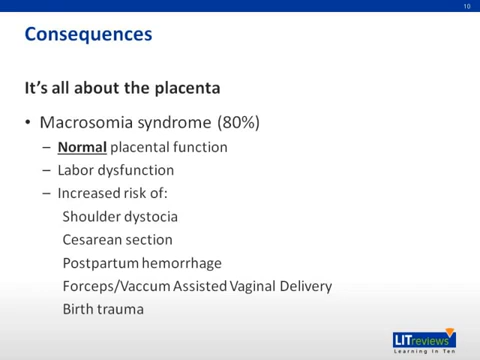 10
Consequences
It's all about the placenta
• Macrosomia syndrome (80%)
– Normal placental function
– Labor dysfunction
– Increased risk of:
Shoulder dystocia
Cesarean section
Postpartum hemorrhage
Forceps/Vaccum Assisted Vaginal Delivery
Birth trauma
LITreviews
Learning in Ten